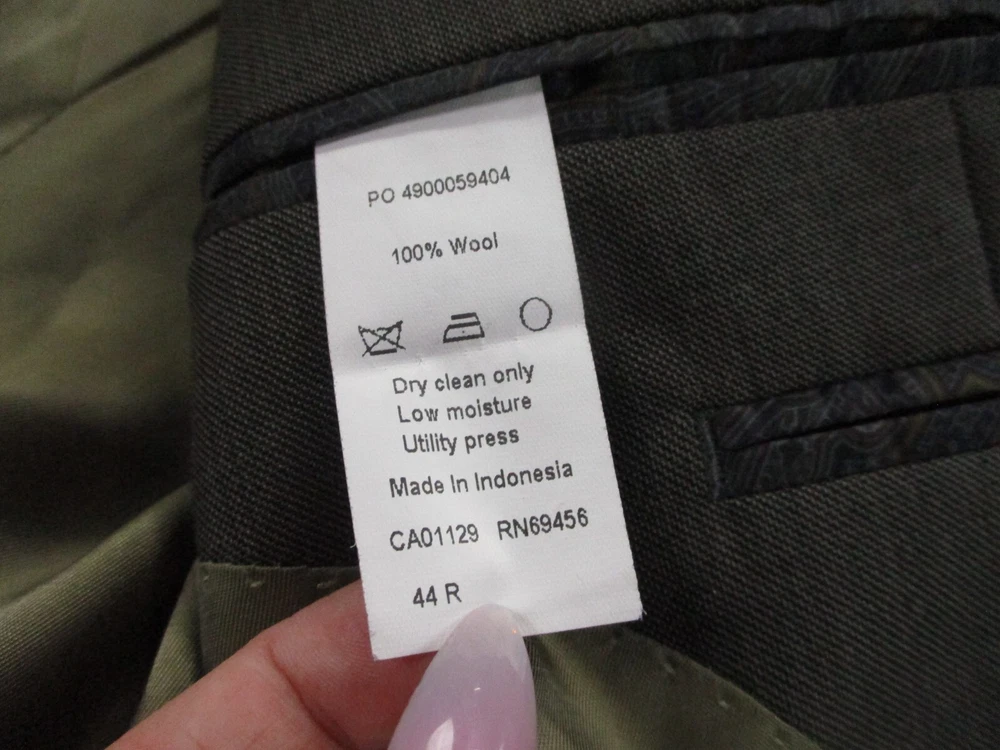 PO 4900059404
100% Wool
Dry clean only
Low moisture
Utility press
Made In Indonesia
CA01129 RN69456
44 R